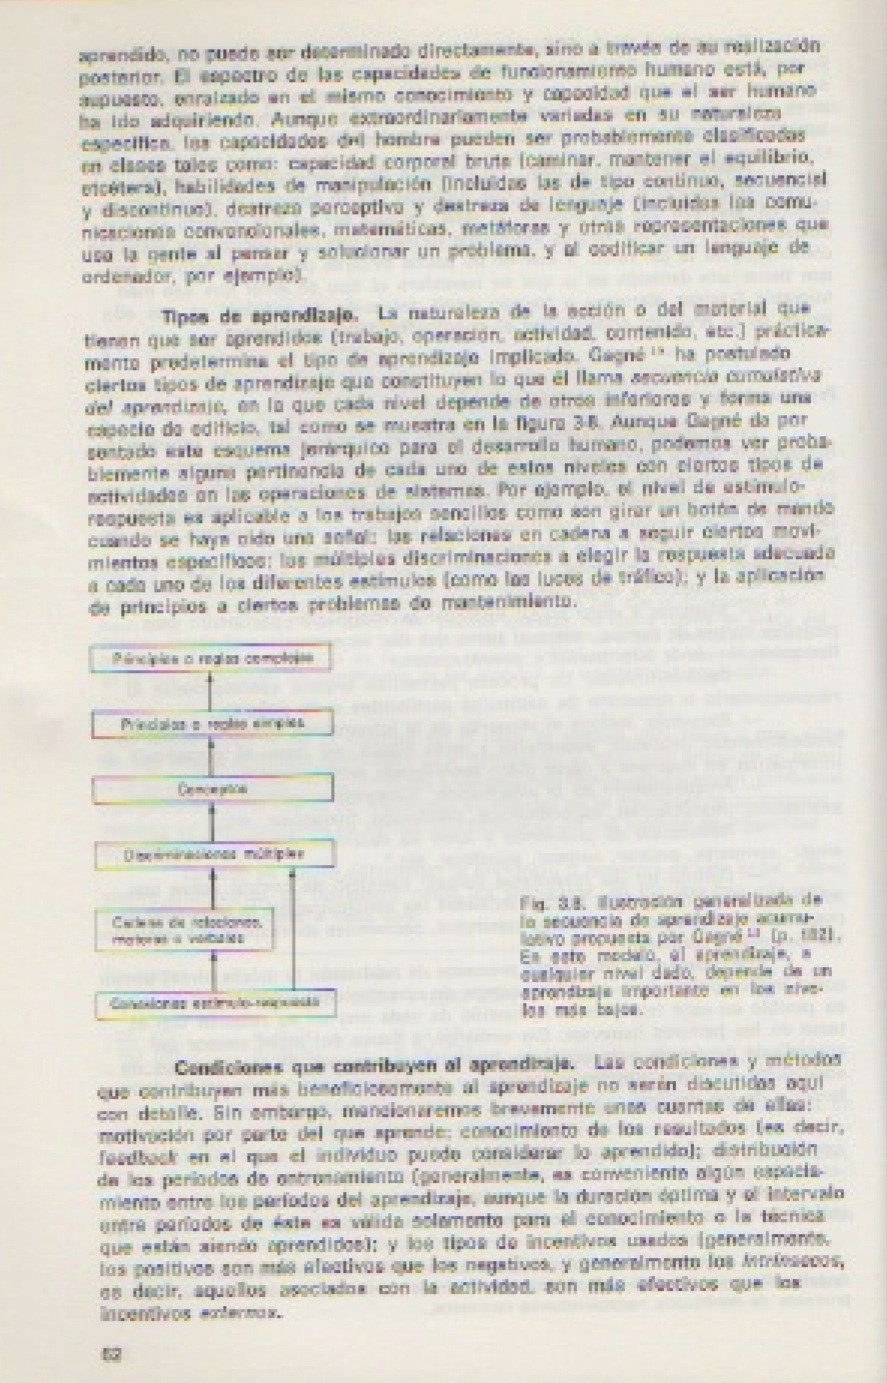 aprendido, no puede ser determinado directamente, sino a través de su realización
posterior. El espectro de las capacidades de funcionamiento humano está, por
supuesto, enraizado en el mismo conocimiento y capacidad que el ser humano
ha ido adquiriendo. Aunque extraordinariamente variadas en su naturaleza
específica, las capacidades del hombre pueden ser probablemente clasificadas
en clases tales como: capacidad corporal bruta (caminar, mantener el equilibrio,
etcétera), habilidades de manipulación (incluidas las de tipo continuo, secuencial
y discontinuo), destreza perceptiva y destreza de lenguaje (incluidas las comu-
nicaciones convencionales, matemáticas, metáforas y otras representaciones que
usa la gente al pensar y solucionar un problema, y al codificar un lenguaje de
ordenador, por ejemplo).
Tipos de aprendizaje. La naturaleza de la acción o del material que
tienen que ser aprendidos (trabajo, operación, actividad, contenido, etc.) práctica-
mente predetermina el tipo de aprendizaje implicado. Gagné ha postulado
ciertos tipos de aprendizaje que constituyen lo que él llama secuencia cumulativa
del aprendizaje, en la que cada nivel depende de otros inferiores y forma una
especie de edificio, tal como se muestra en la figura 3-8. Aunque Gagné da por
sentado este esquema jerárquico para el desarrollo humano, podemos ver proba-
blemente alguna pertinencia de cada uno de estos niveles con ciertos tipos de
actividades en las operaciones de sistemas. Por ejemplo, el nivel de estímulo-
respuesta es aplicable a los trabajos sencillos como son girar un botón de mando
cuando se haya oído una señal; las relaciones en cadena a seguir ciertos movi-
mientos específicos; las múltiples discriminaciones a elegir la respuesta adecuada
a cada uno de los diferentes estímulos (como las luces de tráfico); y la aplicación
de principios a ciertos problemas de mantenimiento.
Principios o reglas complejas
Principios o reglas simples
Conceptos
Discriminaciones múltiples
Cadena de relaciones,
motoras o verbales
Conexiones estímulo-respuesta
Fig. 3.8. Ilustración generalizada de
la secuencia de aprendizaje acumu-
lativo propuesta por Gagné (p. 182).
En este modelo, el aprendizaje, a
cualquier nivel dado, depende de un
aprendizaje importante en los nive-
les más bajos.
Condiciones que contribuyen al aprendizaje. Las condiciones y métodos
que contribuyen más beneficiosamente al aprendizaje no serán discutidas aquí
con detalle. Sin embargo, mencionaremos brevemente unas cuantas de ellas:
motivación por parte del que aprende; conocimiento de los resultados (es decir,
feedback en el que el individuo puede considerar lo aprendido); distribución
de los períodos de entrenamiento (generalmente, es conveniente algún espacia-
miento entre los períodos del aprendizaje, aunque la duración óptima y el intervalo
entre períodos de éste es válida solamente para el conocimiento o la técnica
que están siendo aprendidos); y los tipos de incentivos usados (generalmente,
los positivos son más efectivos que los negativos, y generalmente los intrínsecos,
es decir, aquellos asociados con la actividad, son más efectivos que los
incentivos externos.
62